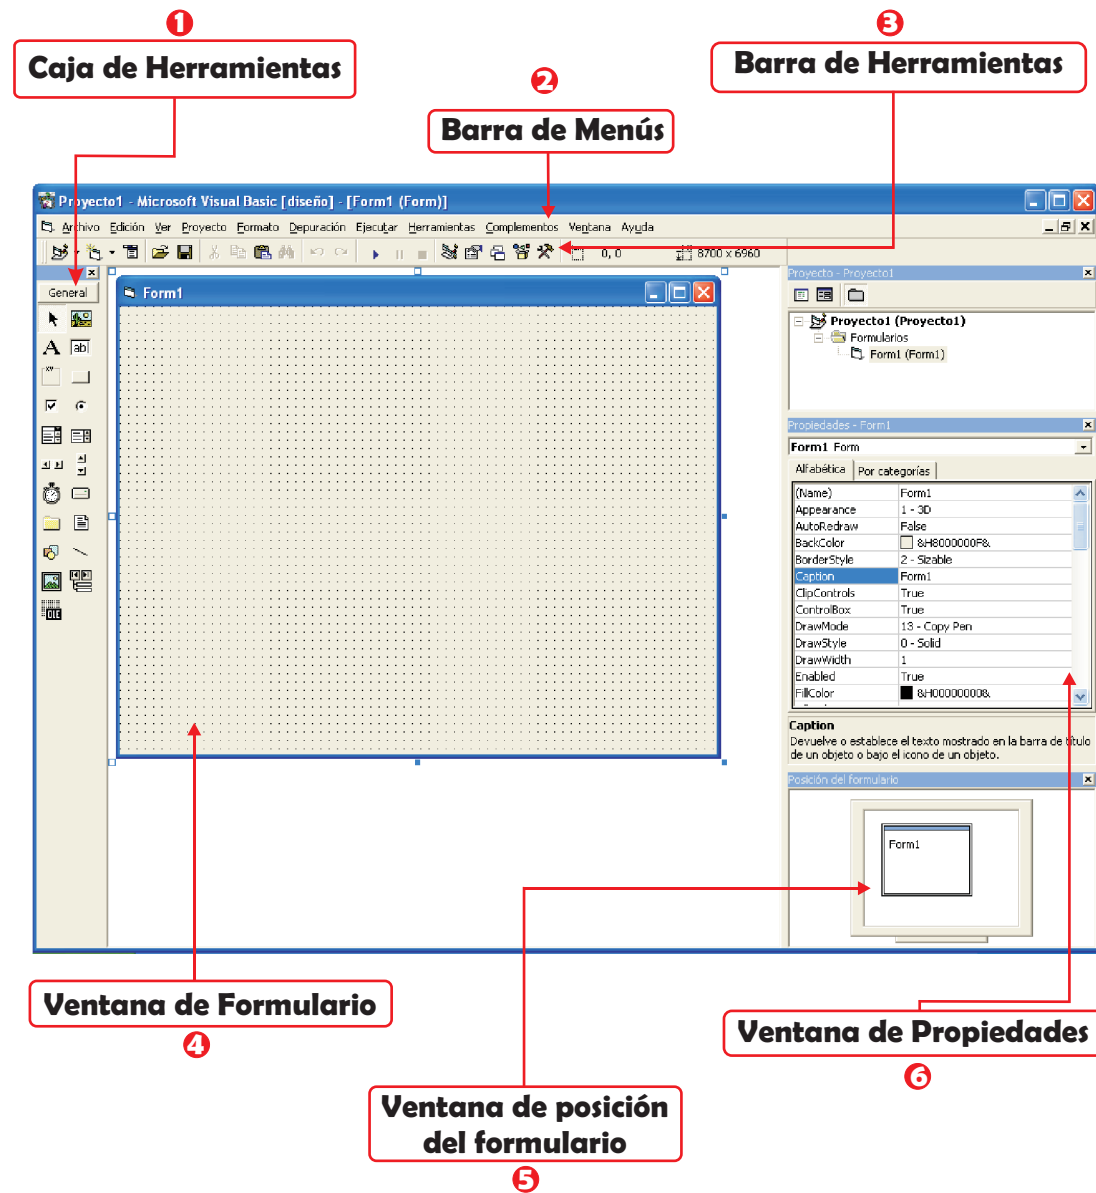 1
Caja de Herramientas
3
Barra de Herramientas
2
Barra de Menús
Proyecto1 - Microsoft Visual Basic [diseño] - [Form1 (Form)]
Archivo Edición Ver Proyecto Formato Depuración Ejecutar Herramientas Complementos Ventana Ayuda
0, 0 8700 x 6960
General
A ab
xv
OLE
Form1
Proyecto - Proyecto1
Proyecto1 (Proyecto1)
Formularios
Form1 (Form1)
Propiedades - Form1
Form1 Form
Alfabética Por categorías
(Name) Form1
Appearance 1 - 3D
AutoRedraw False
BackColor &H8000000F&
BorderStyle 2 - Sizable
Caption Form1
ClipControls True
ControlBox True
DrawMode 13 - Copy Pen
DrawStyle 0 - Solid
DrawWidth 1
Enabled True
FillColor &H00000000&
Caption
Devuelve o establece el texto mostrado en la barra de título
de un objeto o bajo el icono de un objeto.
Posición del formulario
Form1
Ventana de Formulario
4
Ventana de Propiedades
6
Ventana de posición
del formulario
5